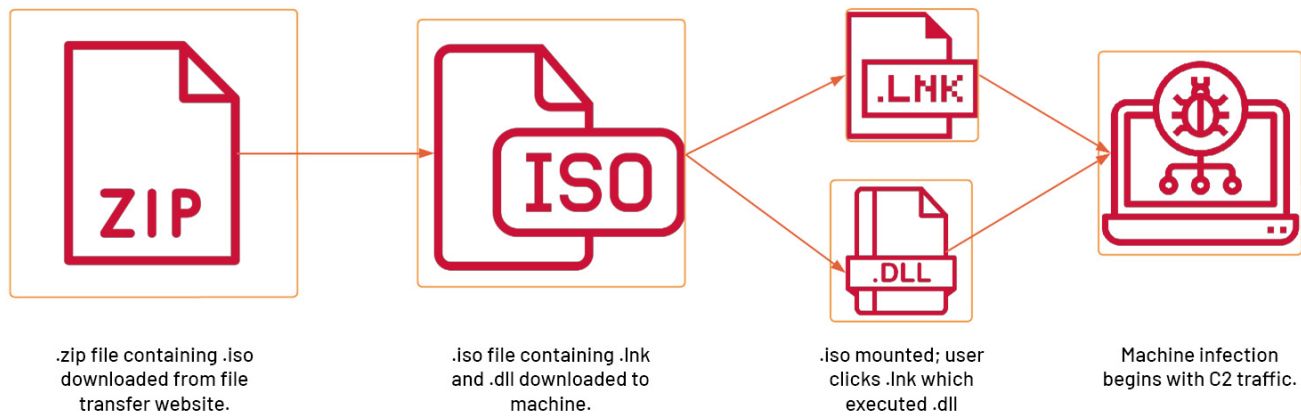 ZIP
ISO
.LNK
.DLL
.zip file containing .iso
downloaded from file
transfer website.
.iso file containing .lnk
and .dll downloaded to
machine.
.iso mounted; user
clicks .lnk which
executed .dll
Machine infection
begins with C2 traffic.